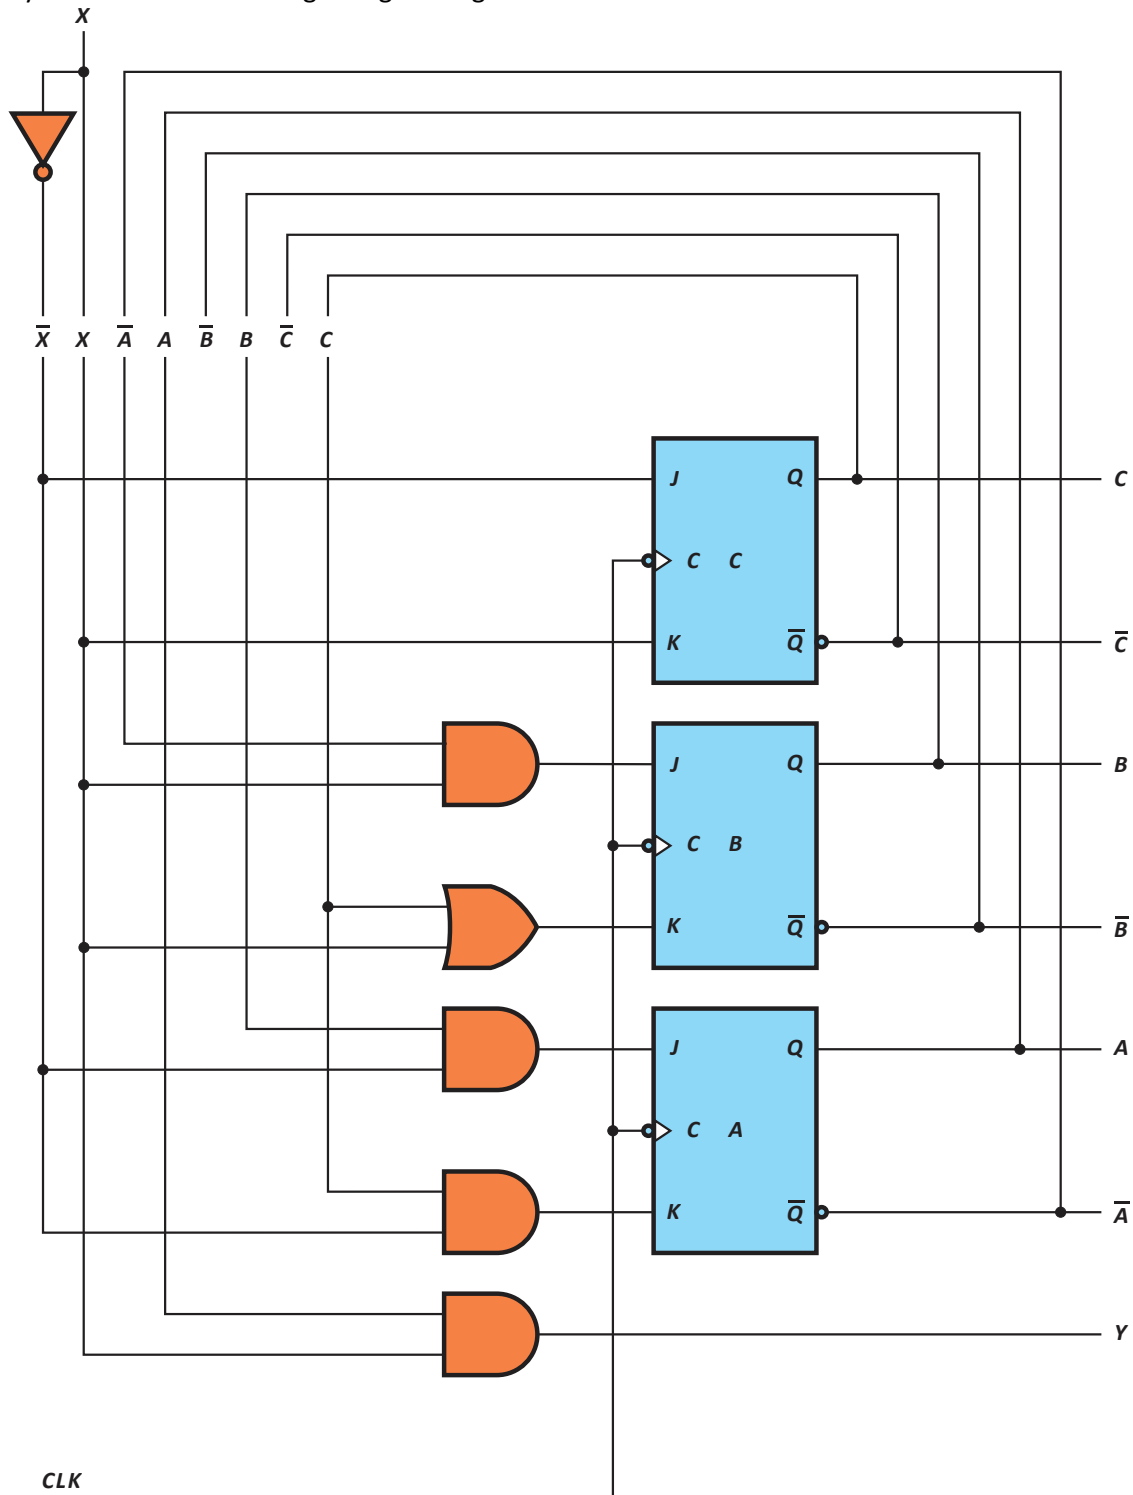 X
X̅ X A̅ A B̅ B C̅ C
J Q C
C C
K Q̅ C̅
J Q B
C B
K Q̅ B̅
J Q A
C A
K Q̅ A̅
Y
CLK